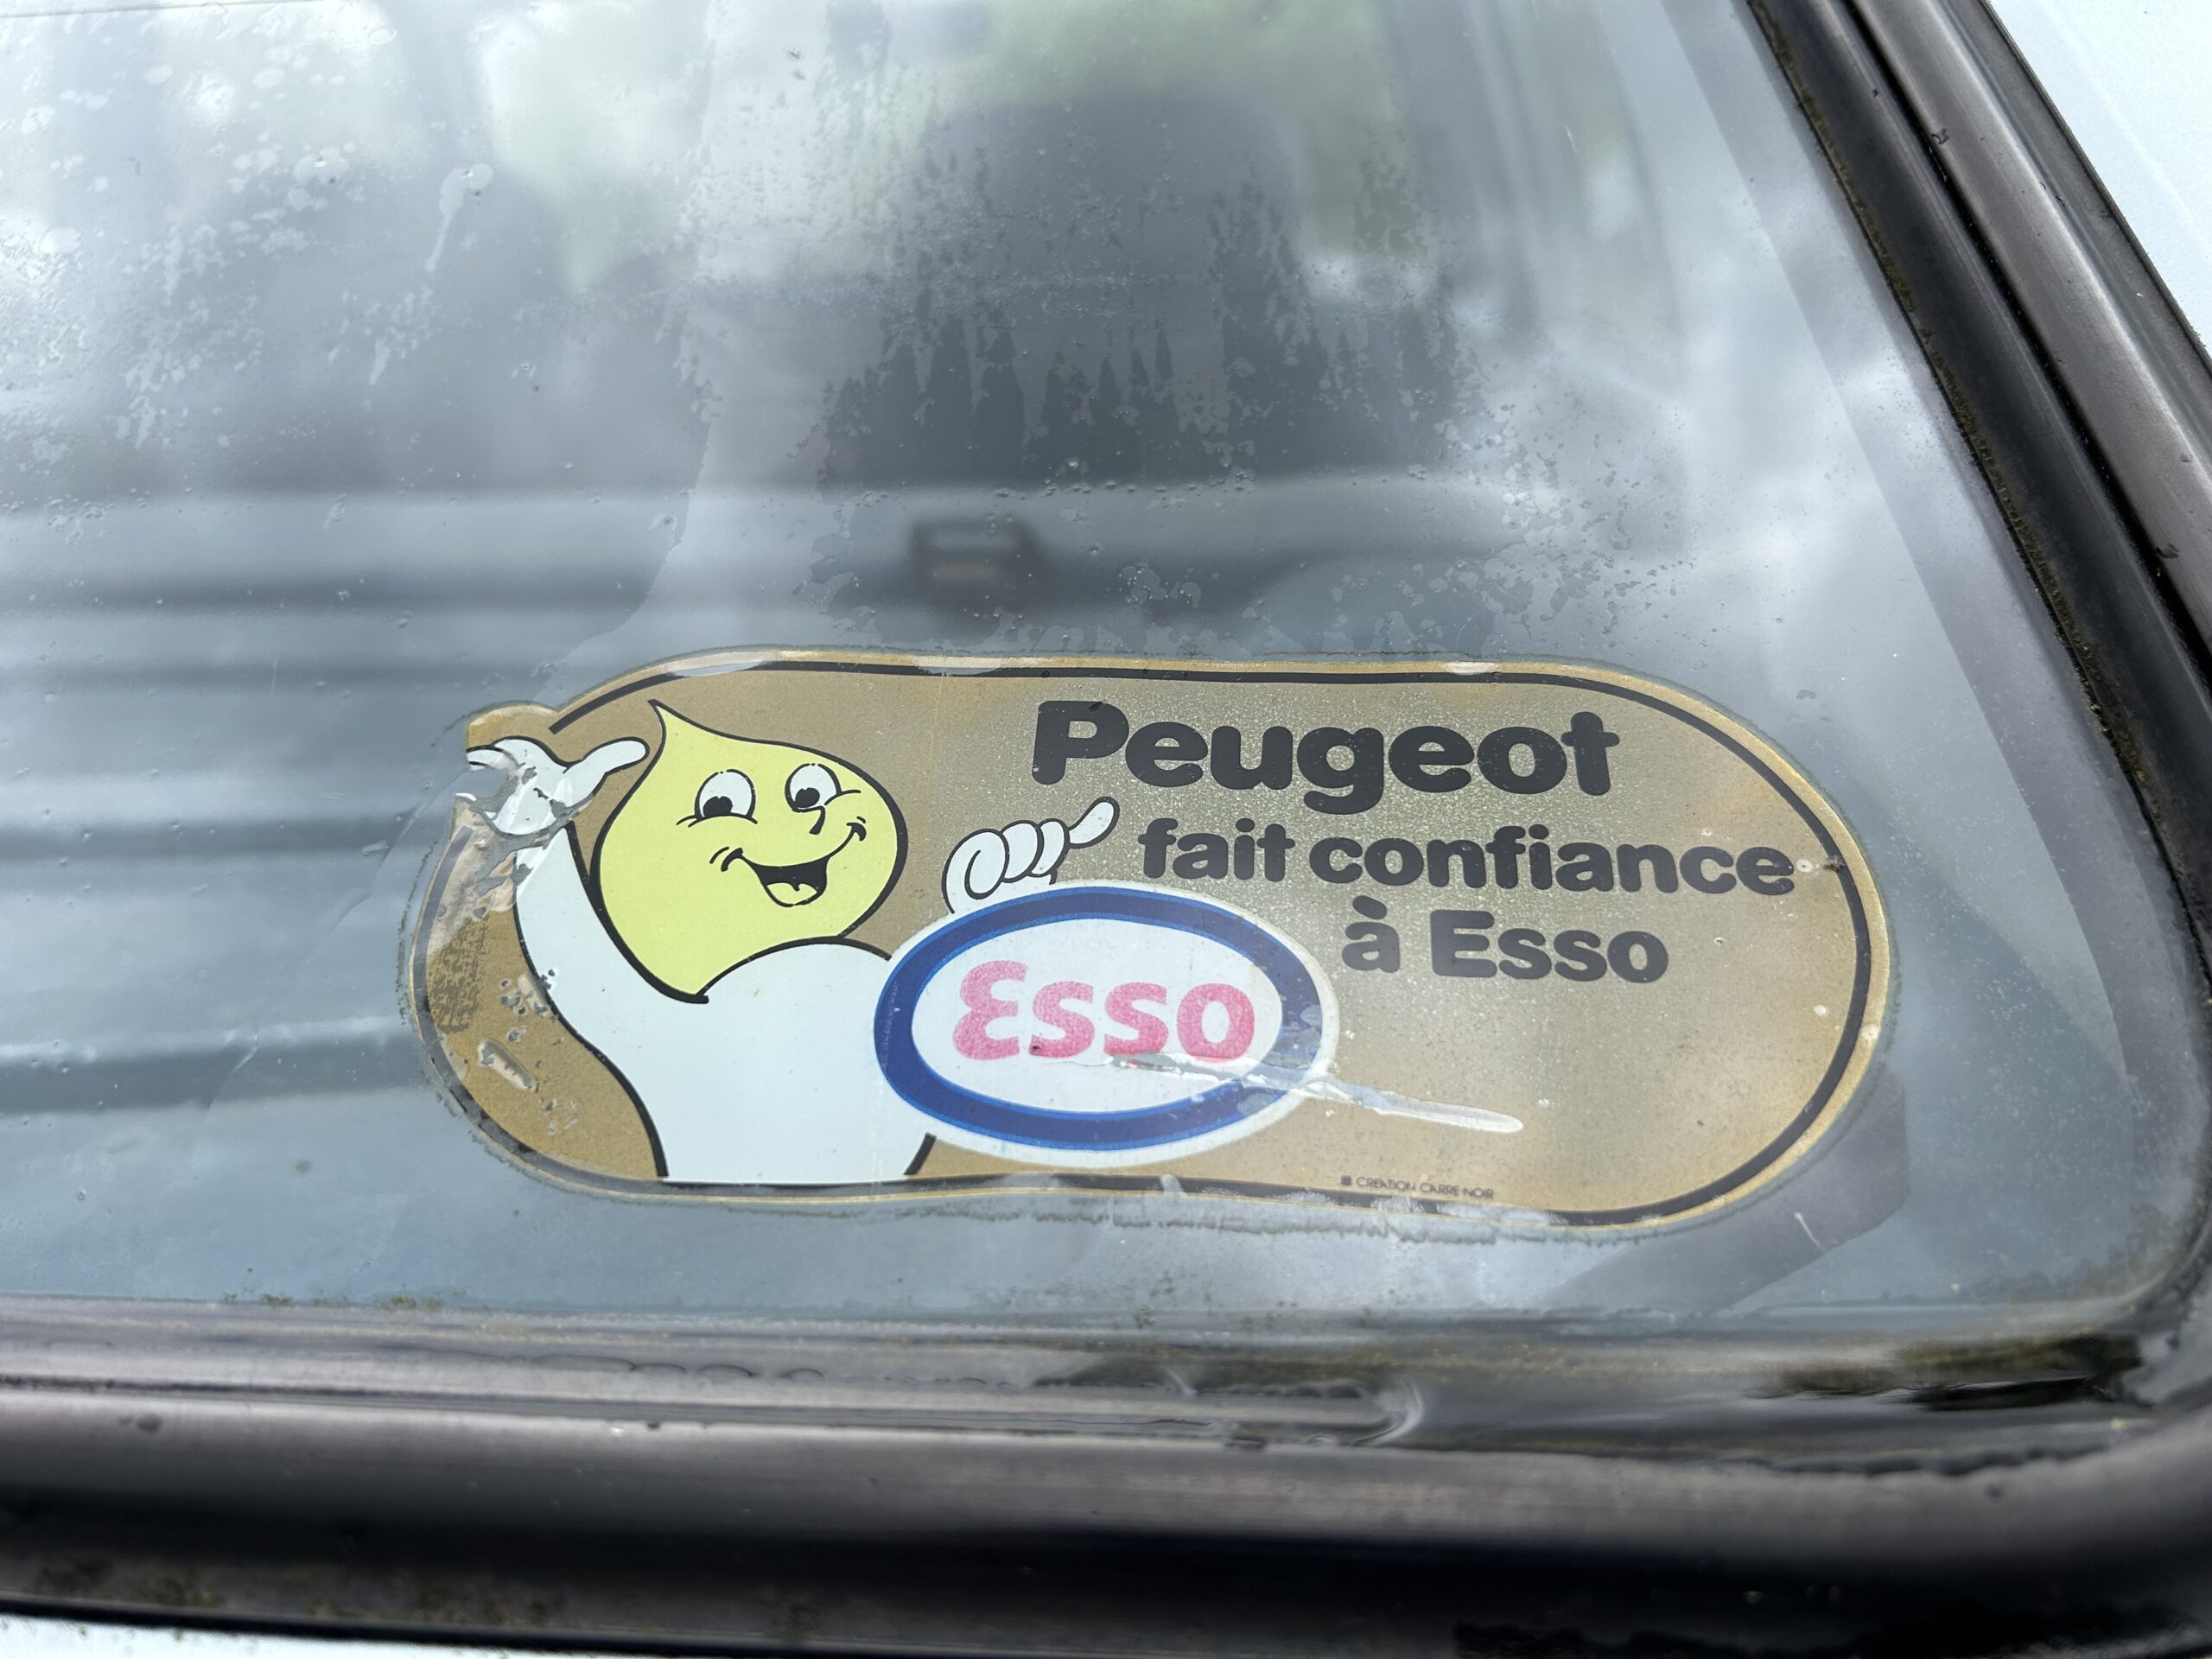 Peugeot
fait confiance
à Esso
Esso
CREATION CARRE NOIR